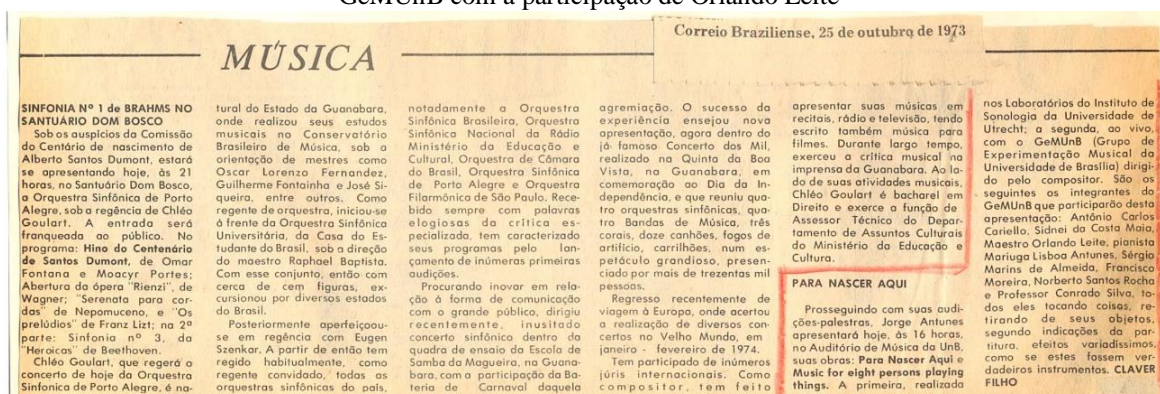 GeMUnB com a participação de Orlando Leite
Correio Braziliense, 25 de outubro de 1973
MÚSICA
SINFONIA Nº 1 de BRAHMS NO
SANTUÁRIO DOM BOSCO
Sob os auspícios da Comissão
do Centário de nascimento de
Alberto Santos Dumont, estará
se apresentando hoje, às 21
horas, no Santuário Dom Bosco,
a Orquestra Sinfônica de Porto
Alegre, sob a regência de Chléo
Goulart. A entrada será
franqueada ao público. No
programa: Hino do Centenário
de Santos Dumont, de Omar
Fontana e Moacyr Portes;
Abertura da ópera "Rienzi", de
Wagner; "Serenata para cor-
das" de Nepomuceno, e "Os
prelúdios" de Franz Lizt; na 2ª
parte: Sinfonia nº 3, da
"Heroicas" de Beethoven.
Chléo Goulart, que regerá o
concerto de hoje da Orquestra
Sinfonica de Porto Alegre, é na-
tural do Estado da Guanabara,
onde realizou seus estudos
musicais no Conservatório
Brasileiro de Música, sob a
orientação de mestres como
Oscar Lorenzo Fernandez,
Guilherme Fontainha e José Si-
queira, entre outros. Como
regente de orquestra, iniciou-se
à frente da Orquestra Sinfônica
Universitária, da Casa do Es-
tudante do Brasil, sob a direção
do maestro Raphael Baptista.
Com esse conjunto, então com
cerca de cem figuras, ex-
cursionou por diversos estados
do Brasil.
Posteriormente aperfeiçoou-
se em regência com Eugen
Szenkar. A partir de então tem
regido habitualmente, como
regente convidado, todas as
orquestras sinfônicas do país,
notadamente a Orquestra
Sinfônica Brasileira, Orquestra
Sinfônica Nacional da Rádio
Ministério da Educação e
Cultural, Orquestra de Câmara
do Brasil, Orquestra Sinfônica
de Porto Alegre e Orquestra
Filarmônica de São Paulo. Rece-
bido sempre com palavras
elogiosas da crítica es-
pecializada, tem caracterizado
seus programas pelo lan-
çamento de inúmeras primeiras
audições.
Procurando inovar em rela-
ção à forma de comunicação
com o grande público, dirigiu
recentemente, inusitado
concerto sinfônico dentro da
quadra de ensaio da Escola de
Samba da Magueira, na Guana-
bara, com a participação da Ba-
teria de Carnaval daquela
agremiação. O sucesso da
experiência ensejou nova
apresentação, agora dentro do
já famoso Concerto dos Mil,
realizado na Quinta da Boa
Vista, na Guanabara, em
comemoração ao Dia da In-
dependência, e que reuniu qua-
tro orquestras sinfônicas, qua-
tro Bandas de Música, três
corais, doze canhões, fogos de
artifício, carrilhões, num es-
petáculo grandioso, presen-
ciado por mais de trezentas mil
pessoas.
Regresso recentemente de
viagem à Europa, onde acertou
a realização de diversos con-
certos no Velho Mundo, em
janeiro - fevereiro de 1974.
Tem participado de inúmeros
júris internacionais. Como
compositor, tem feito
apresentar suas músicas em
recitais, rádio e televisão, tendo
escrito também música para
filmes. Durante largo tempo,
exerceu a crítica musical na
imprensa da Guanabara. Ao la-
do de suas atividades musicais,
Chléo Goulart é bacharel em
Direito e exerce a função de
Assessor Técnico do Depar-
tamento de Assuntos Culturais
do Ministério da Educação e
Cultura.
PARA NASCER AQUI
Prosseguindo com suas audi-
ções-palestras, Jorge Antunes
apresentará hoje, às 16 horas,
no Auditório de Música da UnB,
suas obras: Para Nascer Aqui e
Music for eight persons playing
things. A primeira, realizada
nos Laboratórios do Instituto de
Sonologia da Universidade de
Utrecht; a segunda, ao vivo,
com o GeMUnB (Grupo de
Experimentação Musical da
Universidade de Brasília) dirigi-
do pelo compositor. São os
seguintes os integrantes do
GeMUnB que participarão desta
apresentação: Antônio Carlos
Cariello, Sidnei da Costa Maia,
Maestro Orlando Leite, pianista
Mariuga Lisboa Antunes, Sérgio
Marins de Almeida, Francisco
Moreira, Norberto Santos Rocha
e Professor Conrado Silva, to-
dos eles tocando coisas, re-
tirando de seus objetos,
segundo indicações da par-
titura, efeitos variadíssimos,
como se estes fossem ver-
dadeiros instrumentos. CLAVER
FILHO